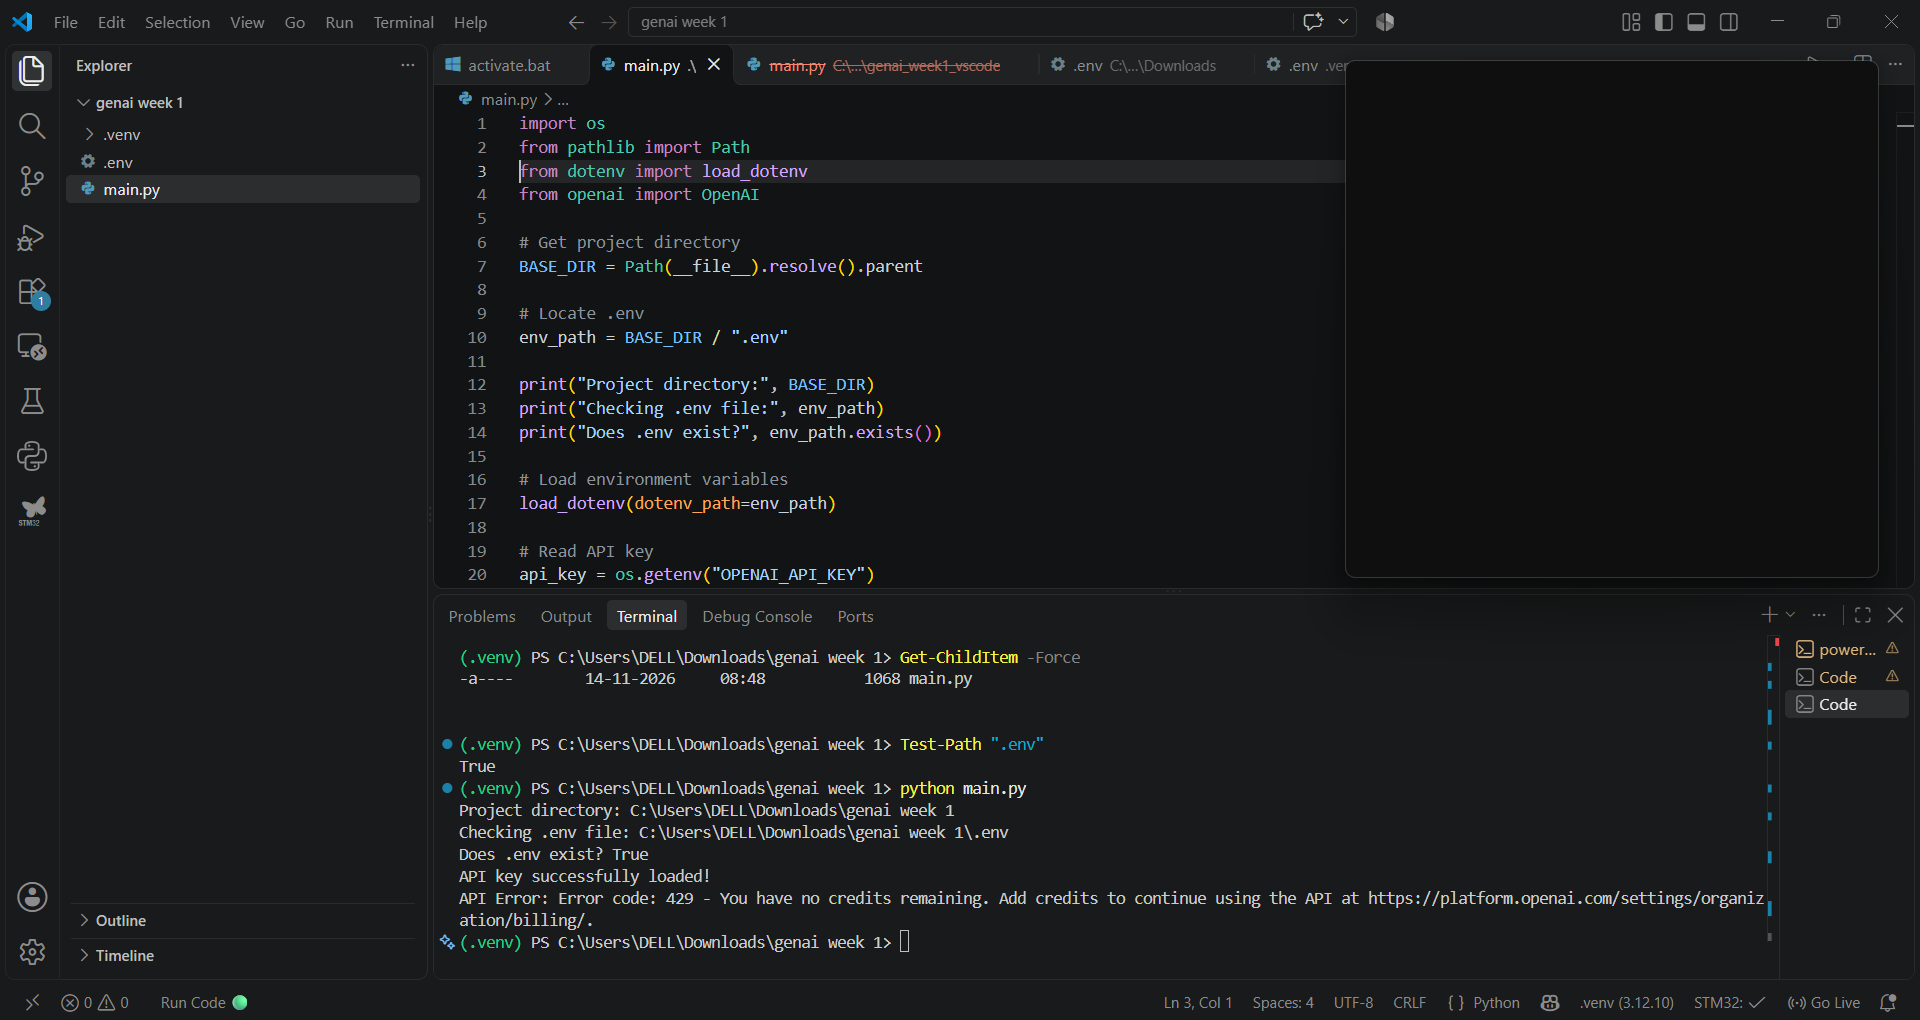 File Edit Selection View Go Run Terminal Help
genai week 1
Explorer
genai week 1
.venv
.env
main.py
Outline
Timeline
activate.bat
main.py .\
main.py C:\...\genai_week1_vscode
.env C:\...\Downloads
.env .ver
main.py > ...
1 import os
2 from pathlib import Path
3 from dotenv import load_dotenv
4 from openai import OpenAI
5
6 # Get project directory
7 BASE_DIR = Path(__file__).resolve().parent
8
9 # Locate .env
10 env_path = BASE_DIR / ".env"
11
12 print("Project directory:", BASE_DIR)
13 print("Checking .env file:", env_path)
14 print("Does .env exist?", env_path.exists())
15
16 # Load environment variables
17 load_dotenv(dotenv_path=env_path)
18
19 # Read API key
20 api_key = os.getenv("OPENAI_API_KEY")
Problems Output Terminal Debug Console Ports
(.venv) PS C:\Users\DELL\Downloads\genai week 1> Get-ChildItem -Force
-a---- 14-11-2026 08:48 1068 main.py
(.venv) PS C:\Users\DELL\Downloads\genai week 1> Test-Path ".env"
True
(.venv) PS C:\Users\DELL\Downloads\genai week 1> python main.py
Project directory: C:\Users\DELL\Downloads\genai week 1
Checking .env file: C:\Users\DELL\Downloads\genai week 1\.env
Does .env exist? True
API key successfully loaded!
API Error: Error code: 429 - You have no credits remaining. Add credits to continue using the API at https://platform.openai.com/settings/organiz
ation/billing/.
(.venv) PS C:\Users\DELL\Downloads\genai week 1>
power...
Code
Code
1
STM32
0 0 Run Code
Ln 3, Col 1 Spaces: 4 UTF-8 CRLF { } Python .venv (3.12.10) STM32: Go Live